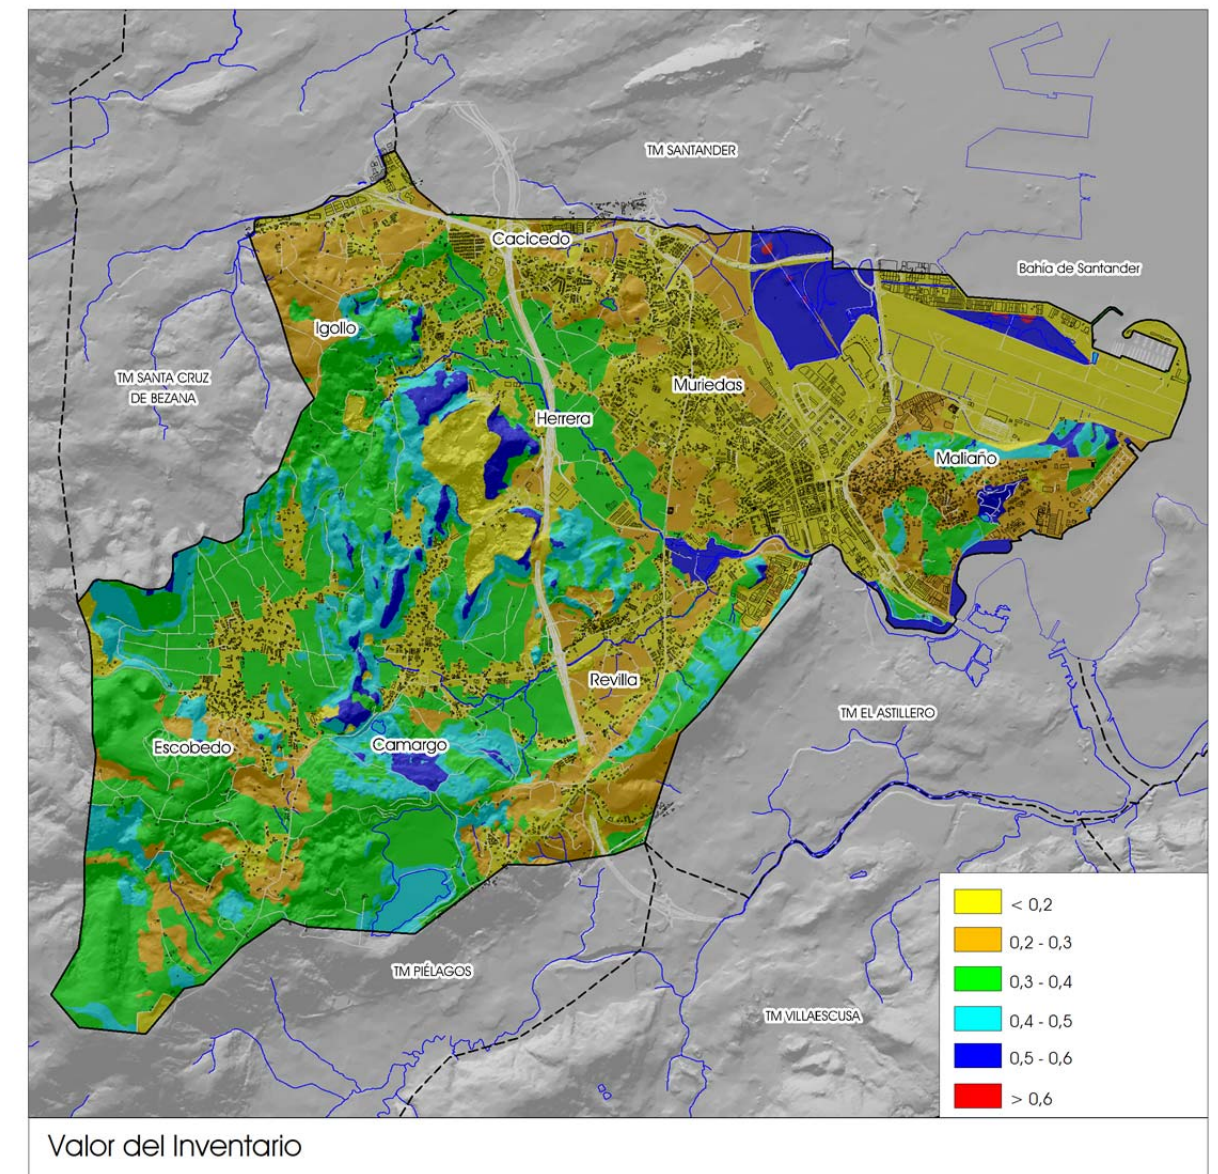 TM SANTANDER
Cacicedo
Bahía de Santander
Igollo
TM SANTA CRUZ
DE BEZANA
Muriedas
Herrera
Maliaño
Revilla
TM EL ASTILLERO
Escobedo
Camargo
TM PIÉLAGOS
TM VILLAESCUSA
< 0,2
0,2 - 0,3
0,3 - 0,4
0,4 - 0,5
0,5 - 0,6
> 0,6
Valor del Inventario